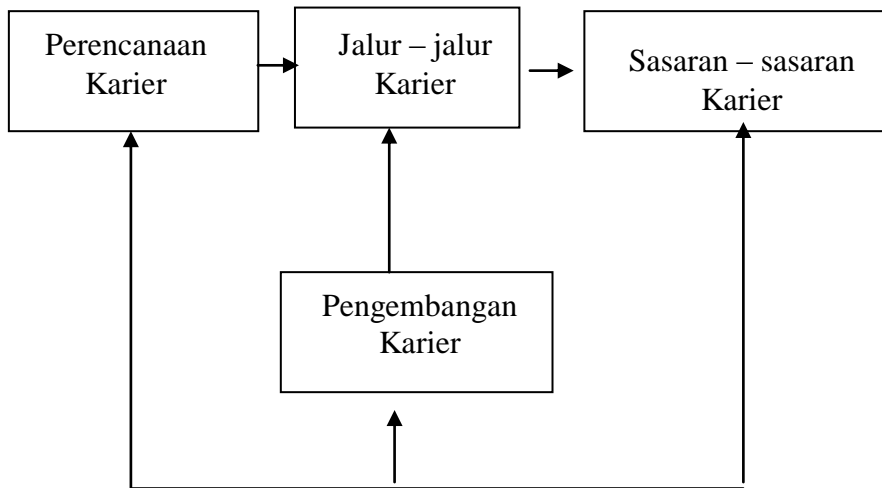 Perencanaan
Karier
Jalur – jalur
Karier
Sasaran – sasaran
Karier
Pengembangan
Karier